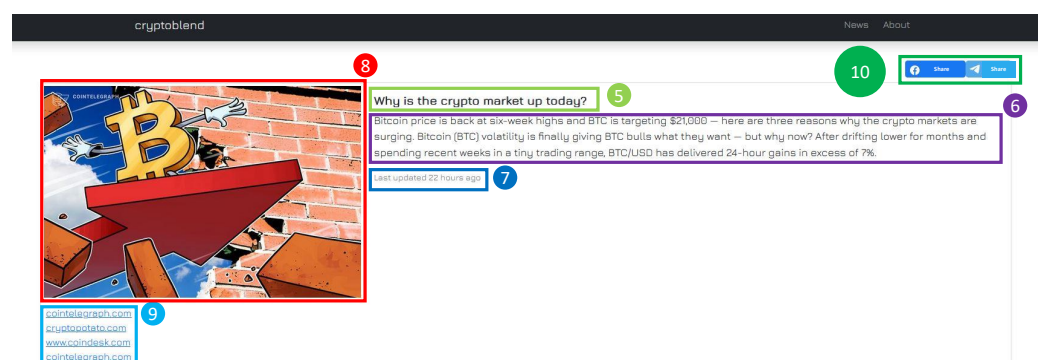 cryptoblend
News About
10
Share Share
8
COINTELEGRAPH
Why is the crypto market up today?
5
6
Bitcoin price is back at six-week highs and BTC is targeting $21,000 — here are three reasons why the crypto markets are
surging. Bitcoin (BTC) volatility is finally giving BTC bulls what they want — but why now? After drifting lower for months and
spending recent weeks in a tiny trading range, BTC/USD has delivered 24-hour gains in excess of 7%.
Last updated 22 hours ago
7
cointelegraph.com
9
cryptopotato.com
www.coindesk.com
cointelegraph.com